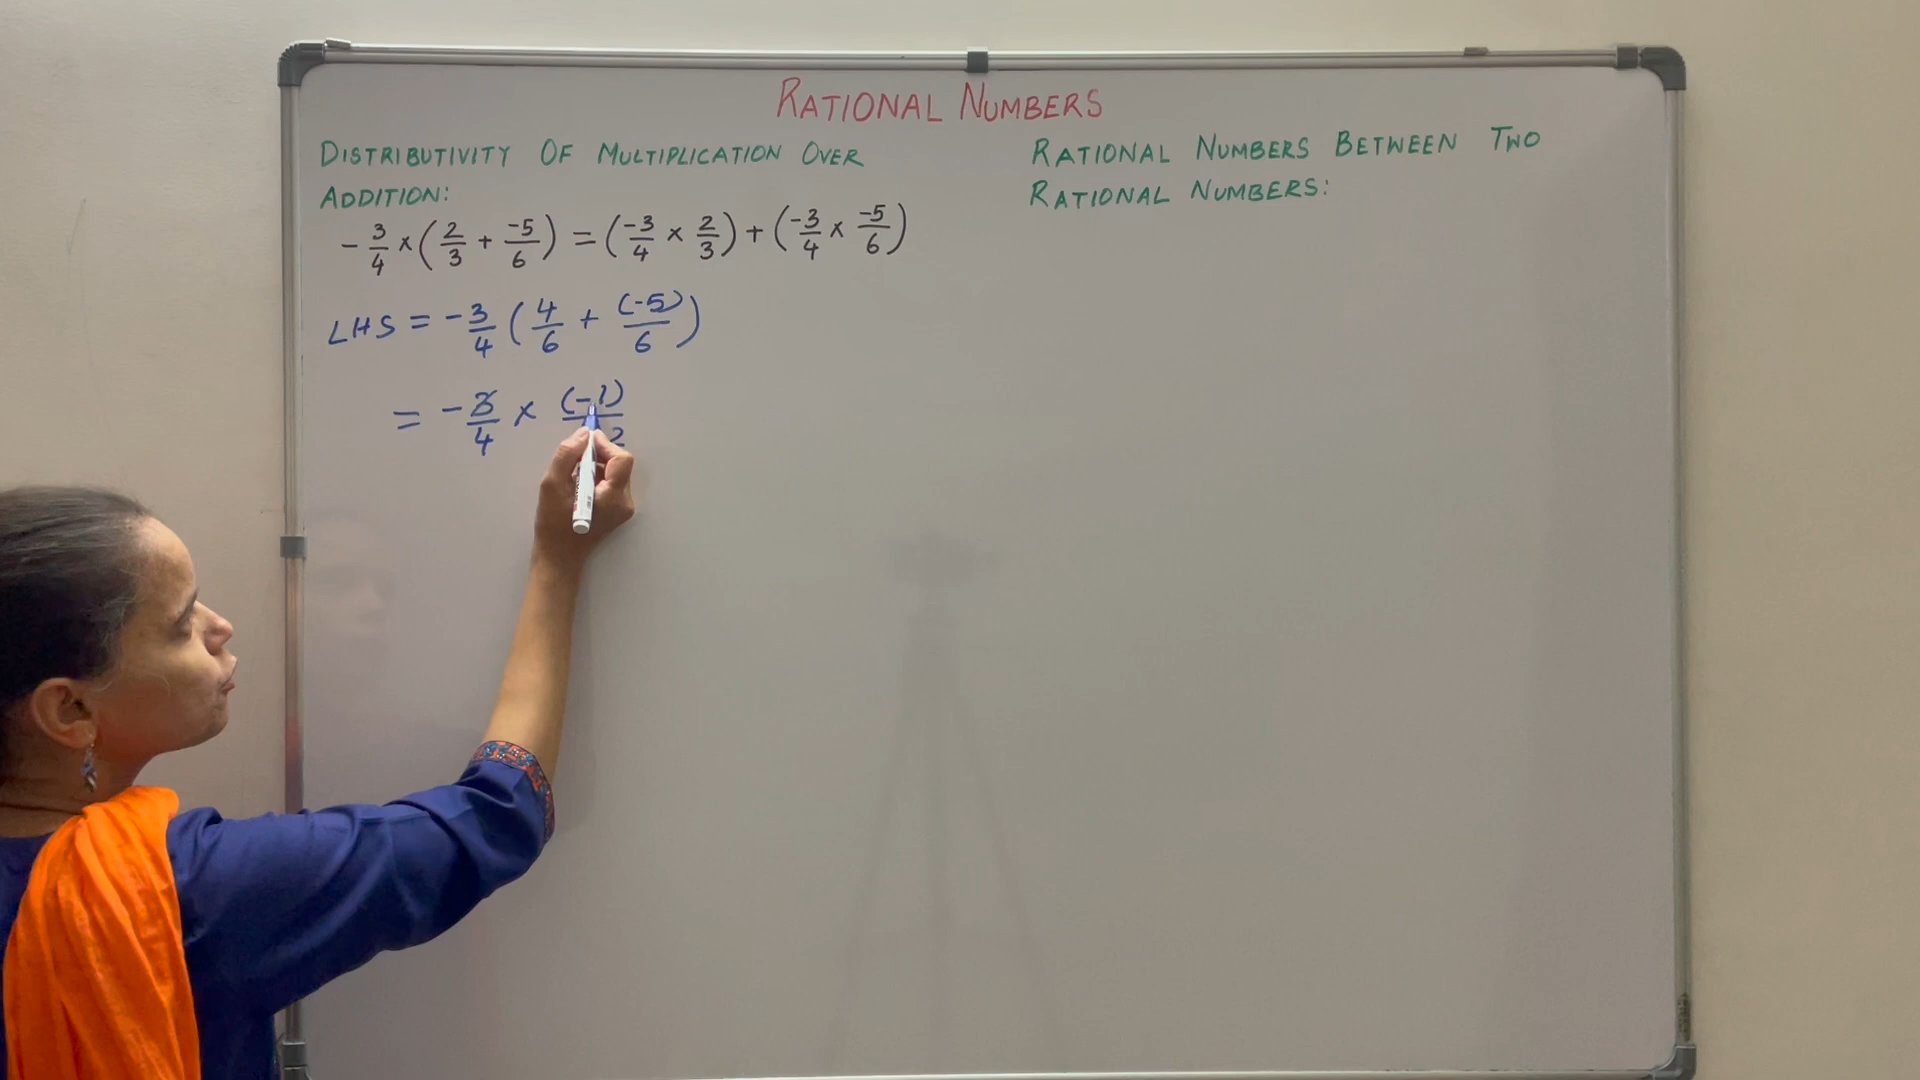 RATIONAL NUMBERS
DISTRIBUTIVITY OF MULTIPLICATION OVER
ADDITION:
-3/4 × (2/3 + -5/6) = (-3/4 × 2/3) + (-3/4 × -5/6)
LHS = -3/4 (4/6 + (-5)/6)
= -3/4 × (-1)/2
RATIONAL NUMBERS BETWEEN TWO
RATIONAL NUMBERS: